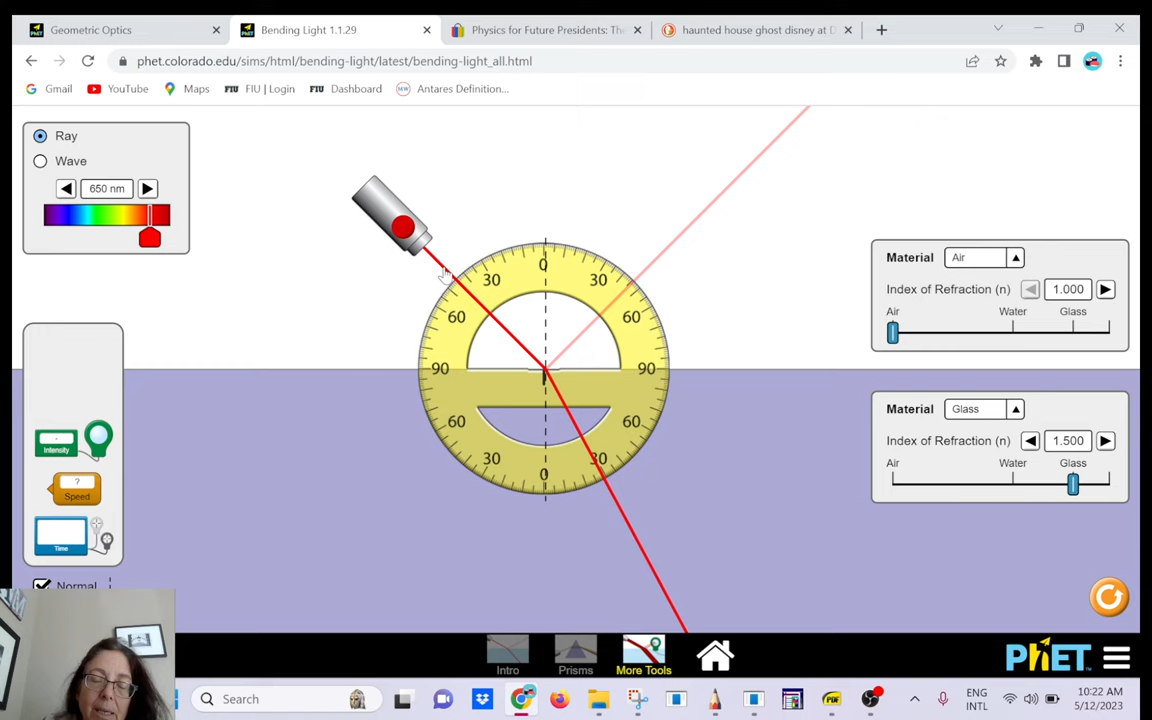 PhET Geometric Optics × PhET Bending Light 1.1.29 × Physics for Future Presidents: The × haunted house ghost disney at D × +
phet.colorado.edu/sims/html/bending-light/latest/bending-light_all.html
Gmail YouTube Maps FIU FIU | Login FIU Dashboard MW Antares Definition...
Ray
Wave
650 nm
Material Air
Index of Refraction (n) 1.000
Air Water Glass
Material Glass
Index of Refraction (n) 1.500
Air Water Glass
0
30 30
60 60
90 90
60 60
30 30
0
- Intensity
? Speed
Time
Normal
Intro Prisms More Tools PhET
Search
ENG
INTL
10:22 AM
5/12/2023